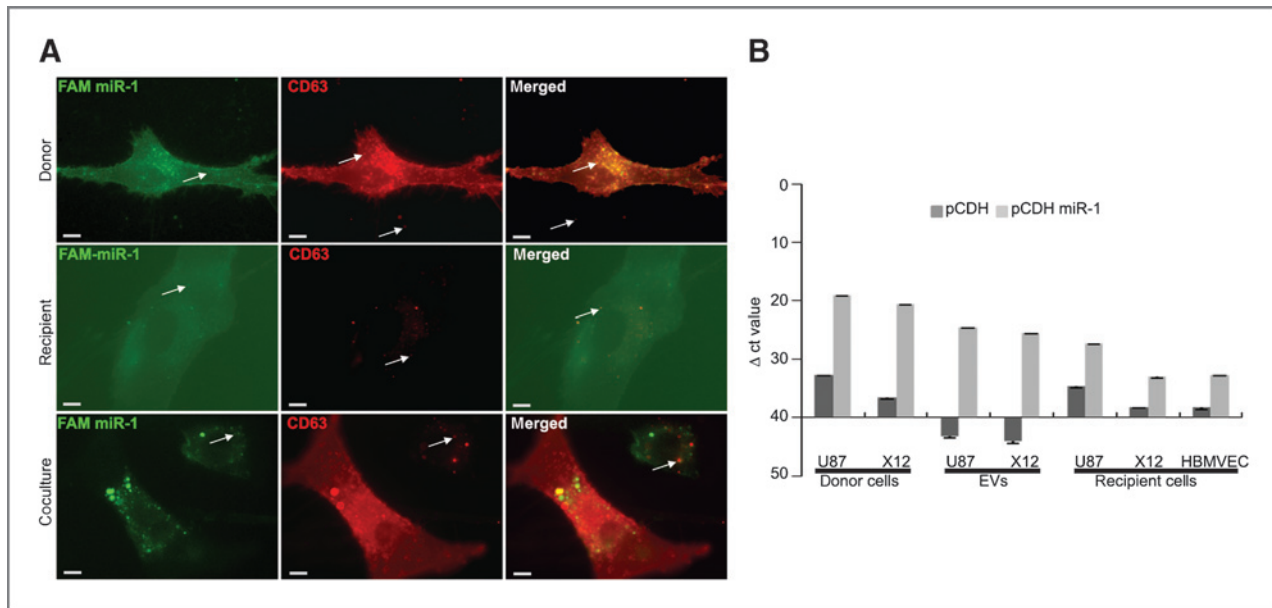 A
FAM miR-1
CD63
Merged
Donor
FAM-miR-1
CD63
Merged
Recipient
FAM miR-1
CD63
Merged
Coculture
B
pCDH
pCDH miR-1
Δ ct value
0
10
20
30
40
50
U87
X12
U87
X12
U87
X12
HBMVEC
Donor cells
EVs
Recipient cells